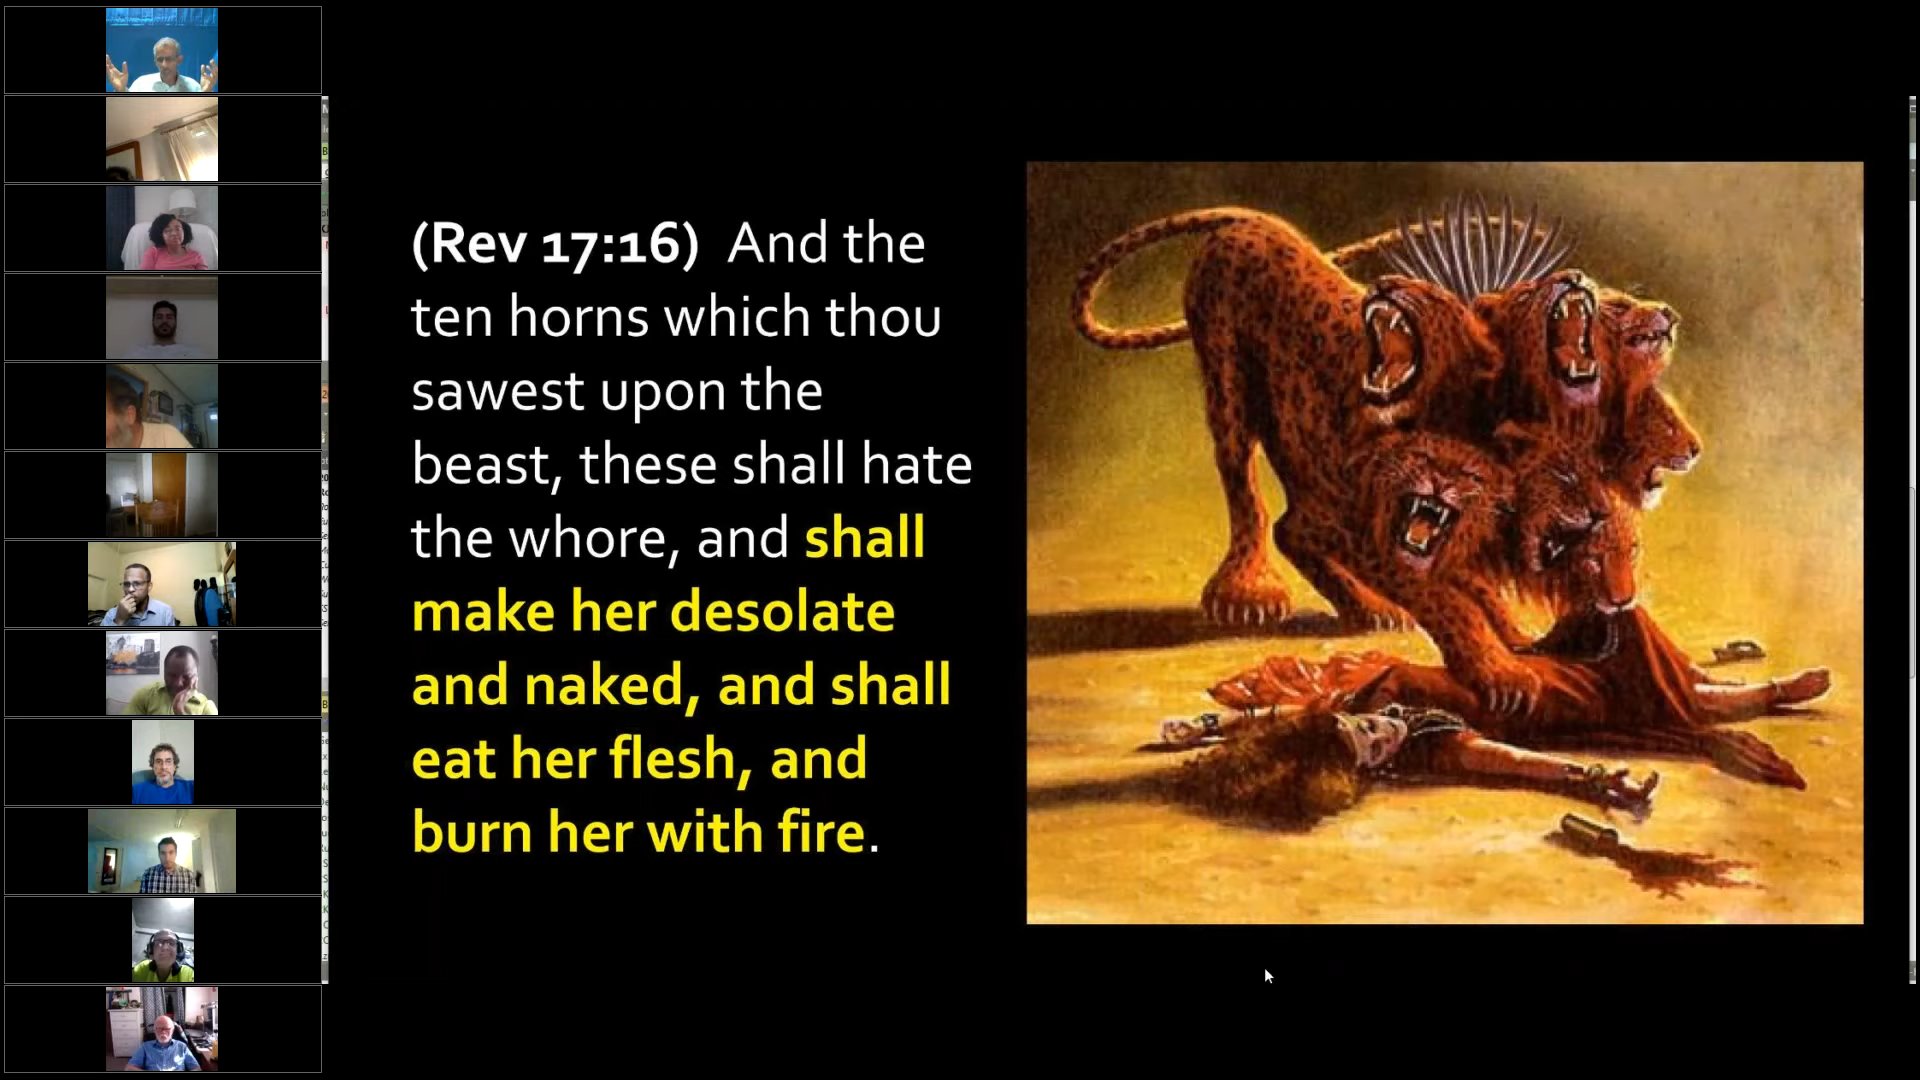 (Rev 17:16) And the
ten horns which thou
sawest upon the
beast, these shall hate
the whore, and shall
make her desolate
and naked, and shall
eat her flesh, and
burn her with fire.